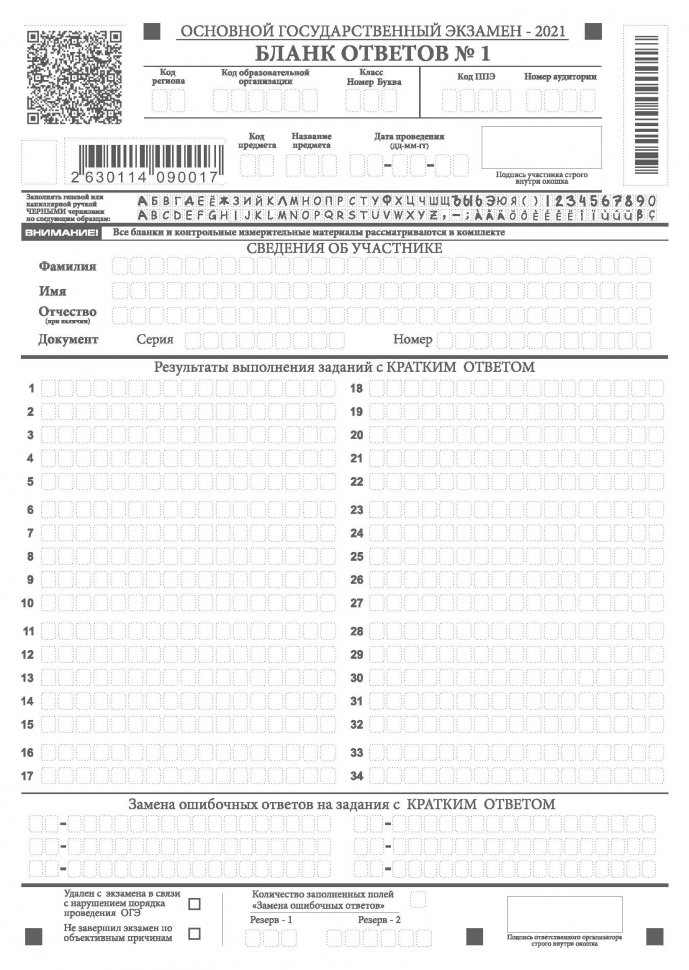 ОСНОВНОЙ ГОСУДАРСТВЕННЫЙ ЭКЗАМЕН - 2021
БЛАНК ОТВЕТОВ № 1
Код региона
Код образовательной организации
Класс
Номер Буква
Код ППЭ
Номер аудитории
Код предмета
Название предмета
Дата проведения
(ДД-ММ-ГГ)
Подпись участника строго
внутри окошка
2 630114 090017
Заполнять гелевой или
капиллярной ручкой
ЧЕРНЫМИ чернилами
по следующим образцам:
АБВГДЕЁЖЗИЙКЛМНОПРСТУФХЦЧШЩЪЫЬЭЮЯ()1234567890
ABCDEFGHIJKLMNOPQRSTUVWXYZ
ВНИМАНИЕ!
Все бланки и контрольные измерительные материалы рассматриваются в комплекте
СВЕДЕНИЯ ОБ УЧАСТНИКЕ
Фамилия
Имя
Отчество
(при наличии)
Документ Серия Номер
Результаты выполнения заданий с КРАТКИМ ОТВЕТОМ
1 18
2 19
3 20
4 21
5 22
6 23
7 24
8 25
9 26
10 27
11 28
12 29
13 30
14 31
15 32
16 33
17 34
Замена ошибочных ответов на задания с КРАТКИМ ОТВЕТОМ
Удален с экзамена в связи
с нарушением порядка
проведения ОГЭ
Не завершил экзамен по
объективным причинам
Количество заполненных полей
«Замена ошибочных ответов»
Резерв - 1 Резерв - 2
Подпись ответственного организатора
строго внутри окошка